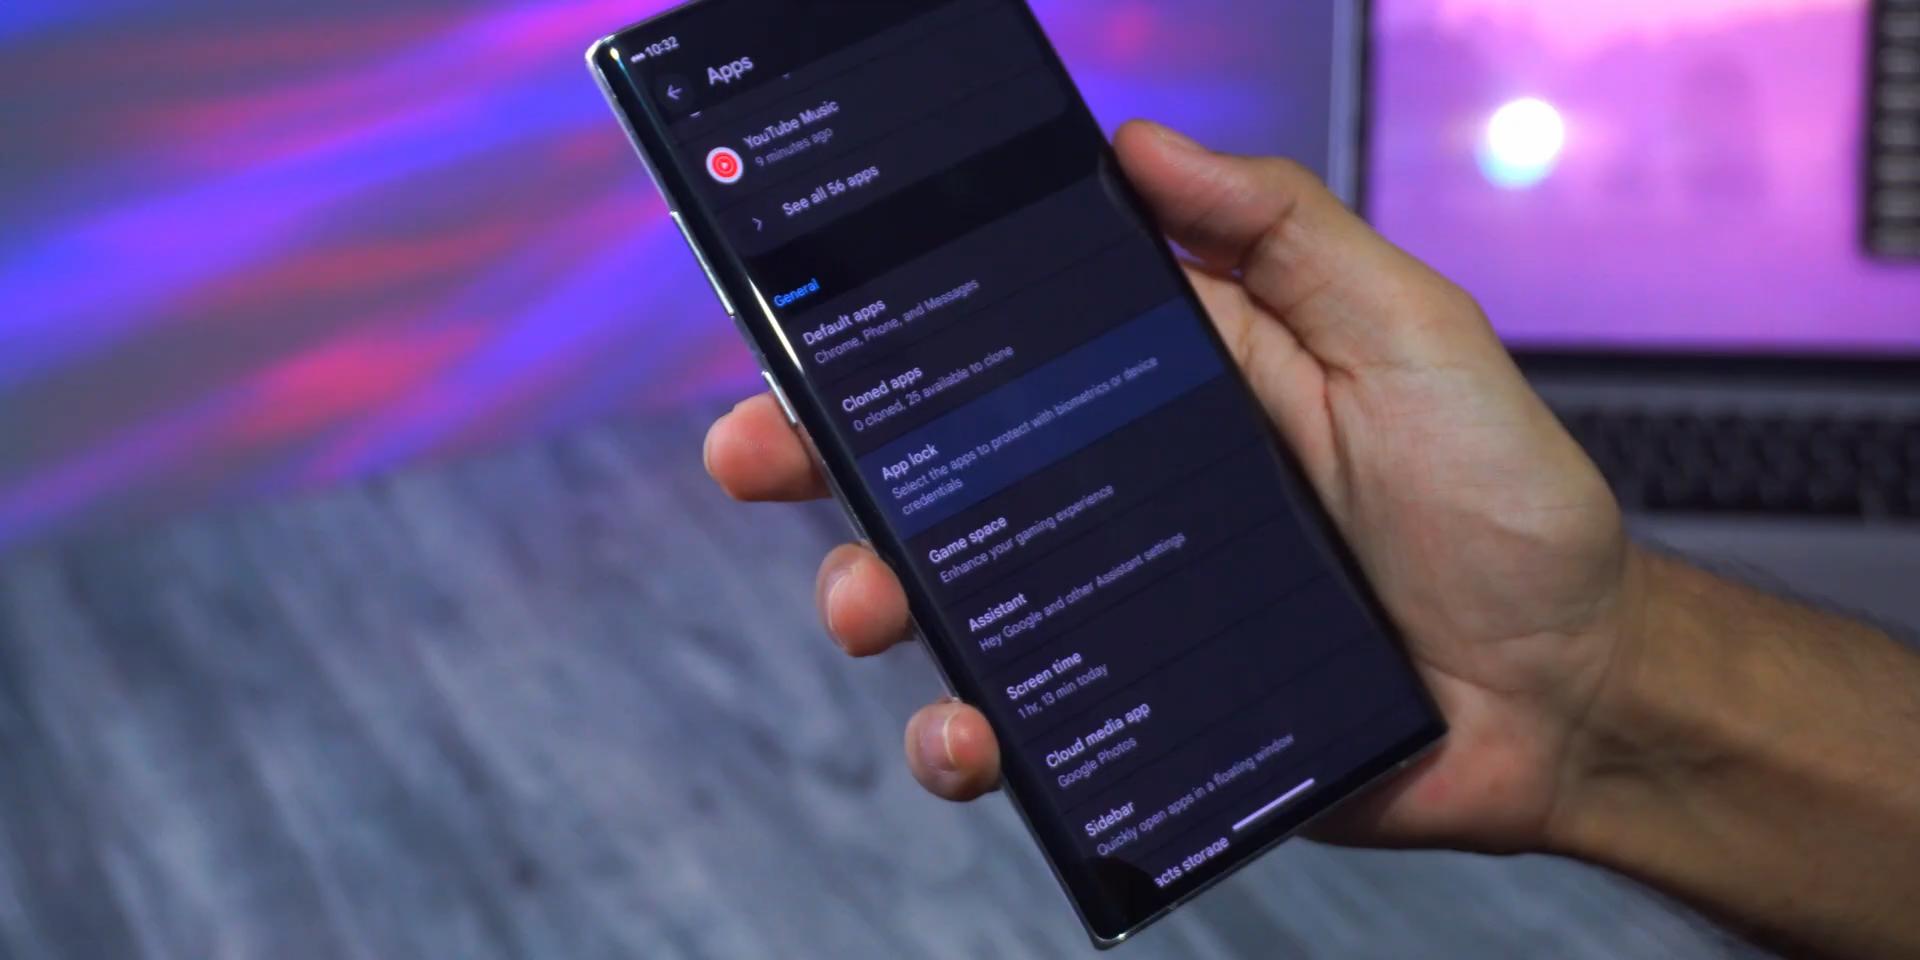 10:32
Apps
YouTube Music
9 minutes ago
See all 56 apps
General
Default apps
Chrome, Phone, and Messages
Cloned apps
0 cloned, 25 available to clone
App lock
Select the apps to protect with biometrics or device
credentials
Game space
Enhance your gaming experience
Assistant
Hey Google and other Assistant settings
Screen time
1 hr, 13 min today
Cloud media app
Google Photos
Sidebar
Quickly open apps in a floating window
acts storage